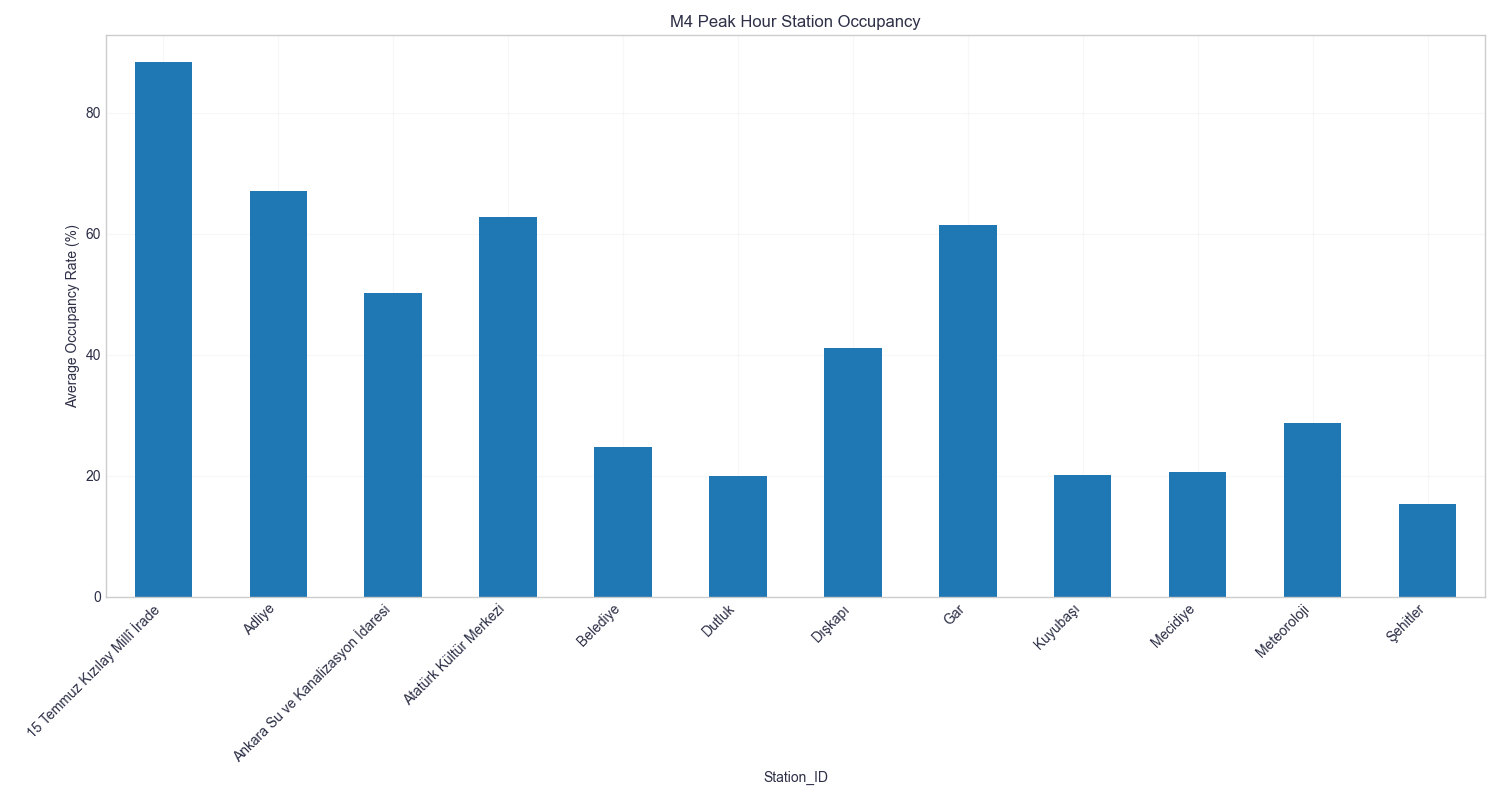 M4 Peak Hour Station Occupancy
Average Occupancy Rate (%)
80
60
40
20
0
15 Temmuz Kızılay Millî İrade
Adliye
Ankara Su ve Kanalizasyon İdaresi
Atatürk Kültür Merkezi
Belediye
Dutluk
Dışkapı
Gar
Kuyubaşı
Mecidiye
Meteoroloji
Şehitler
Station_ID